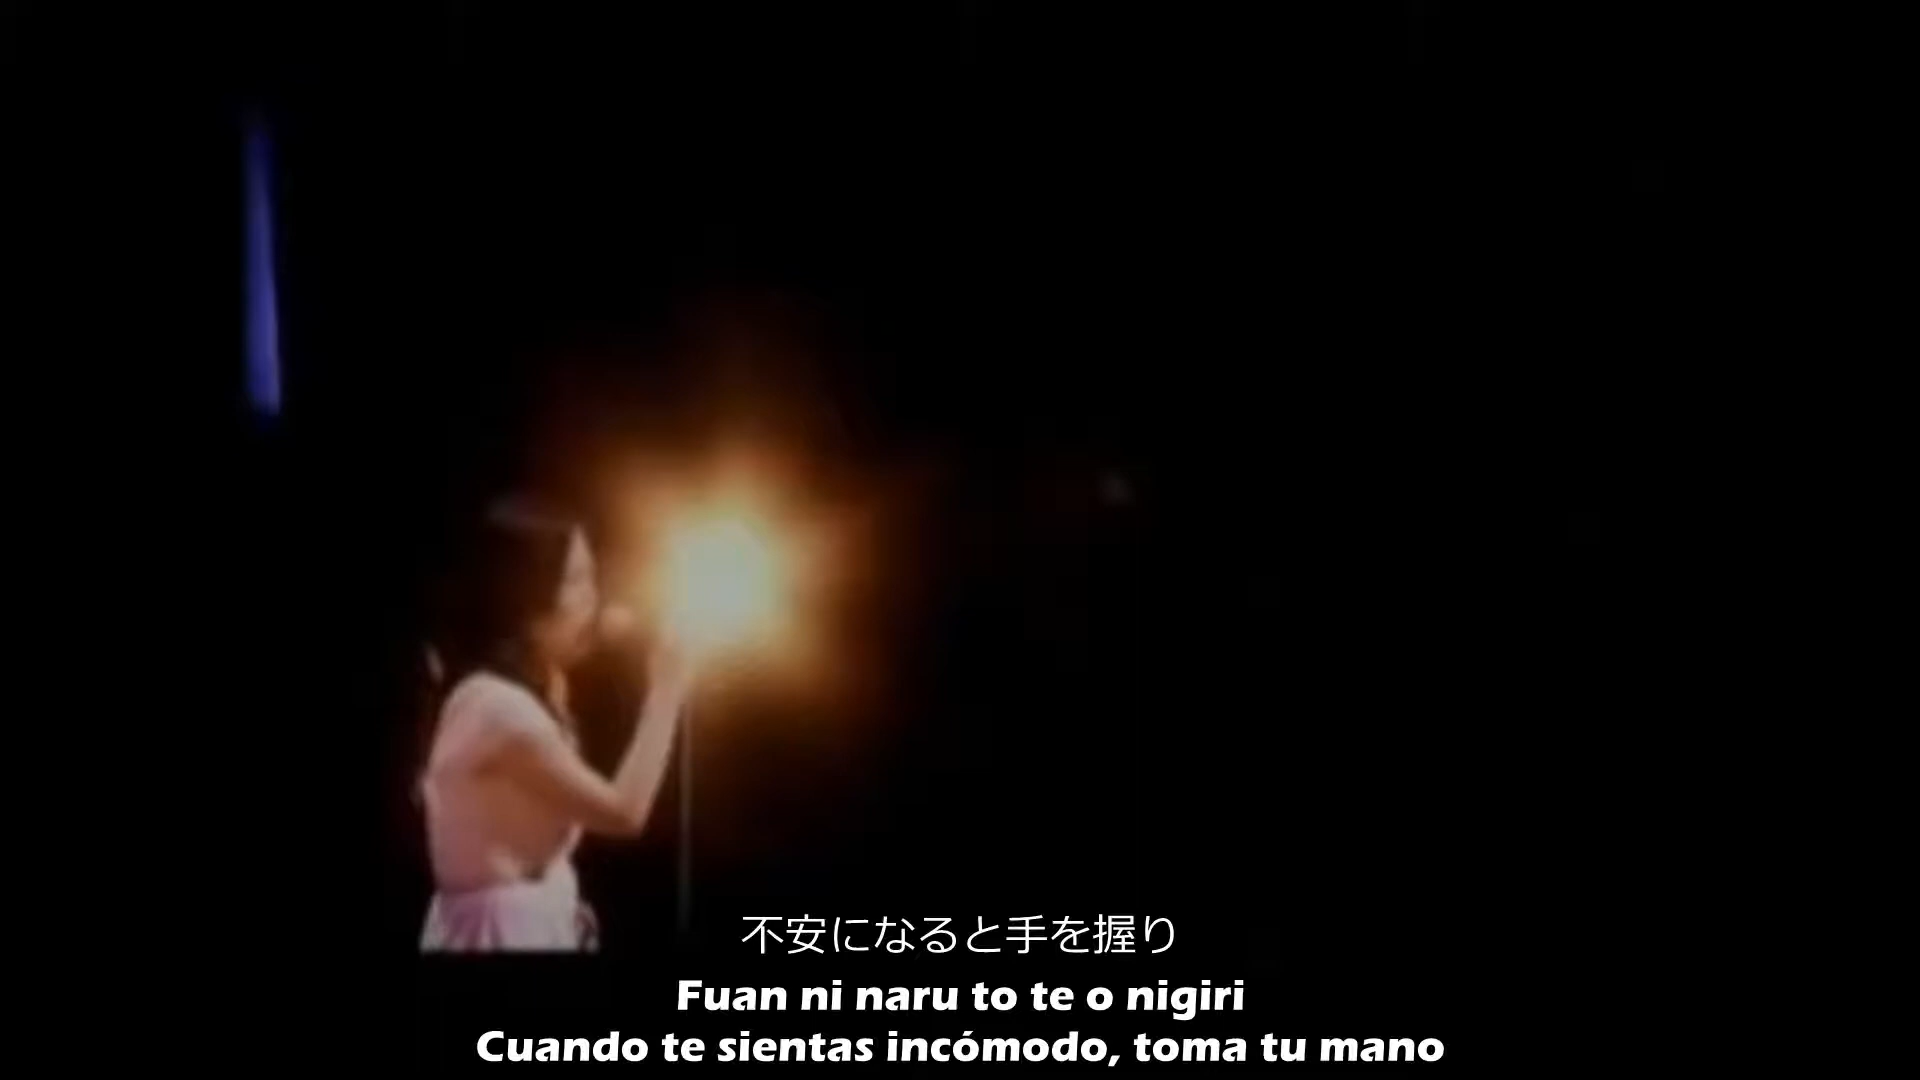 不安になると手を握り
Fuan ni naru to te o nigiri
Cuando te sientas incómodo, toma tu mano